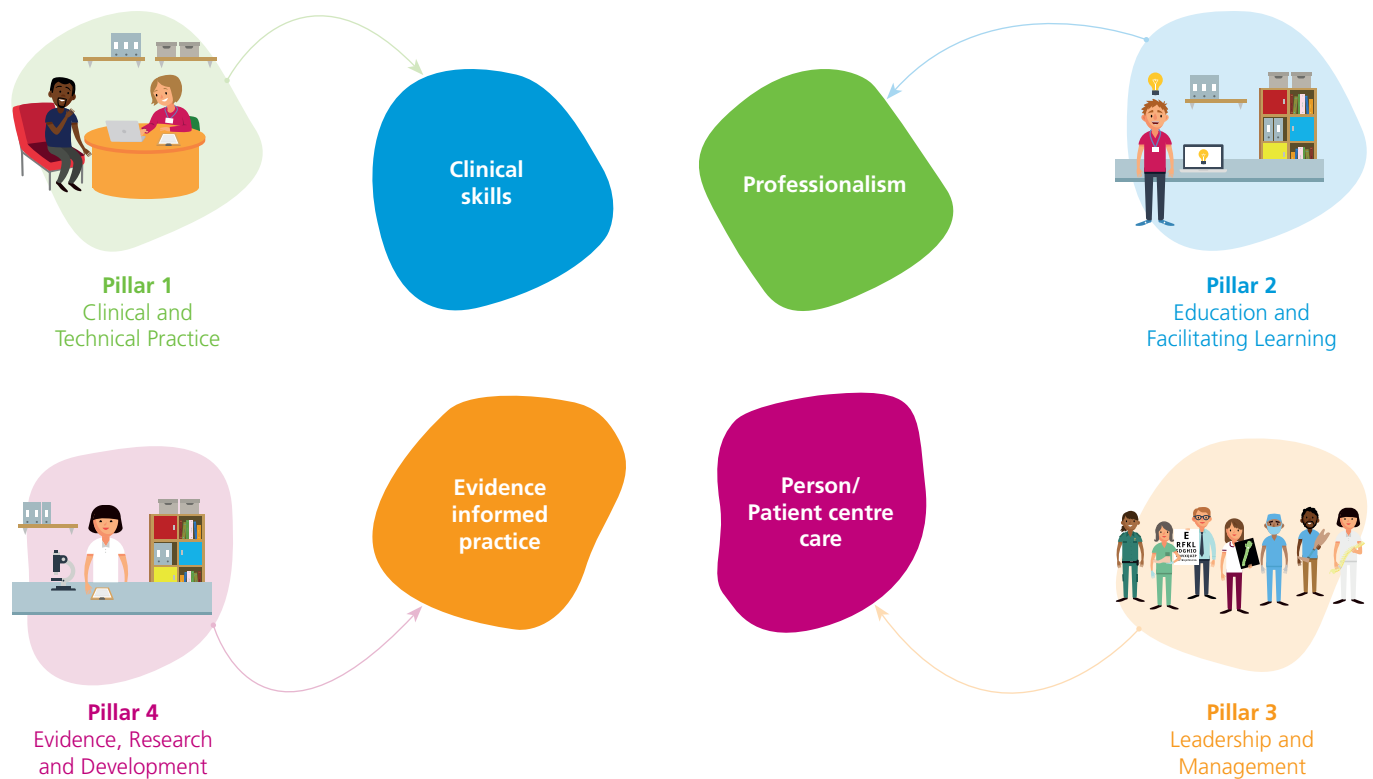 Clinical
skills
Professionalism
Pillar 1
Clinical and
Technical Practice
Pillar 2
Education and
Facilitating Learning
Evidence
informed
practice
Person/
Patient centre
care
E
RFKL
Pillar 4
Evidence, Research
and Development
Pillar 3
Leadership and
Management